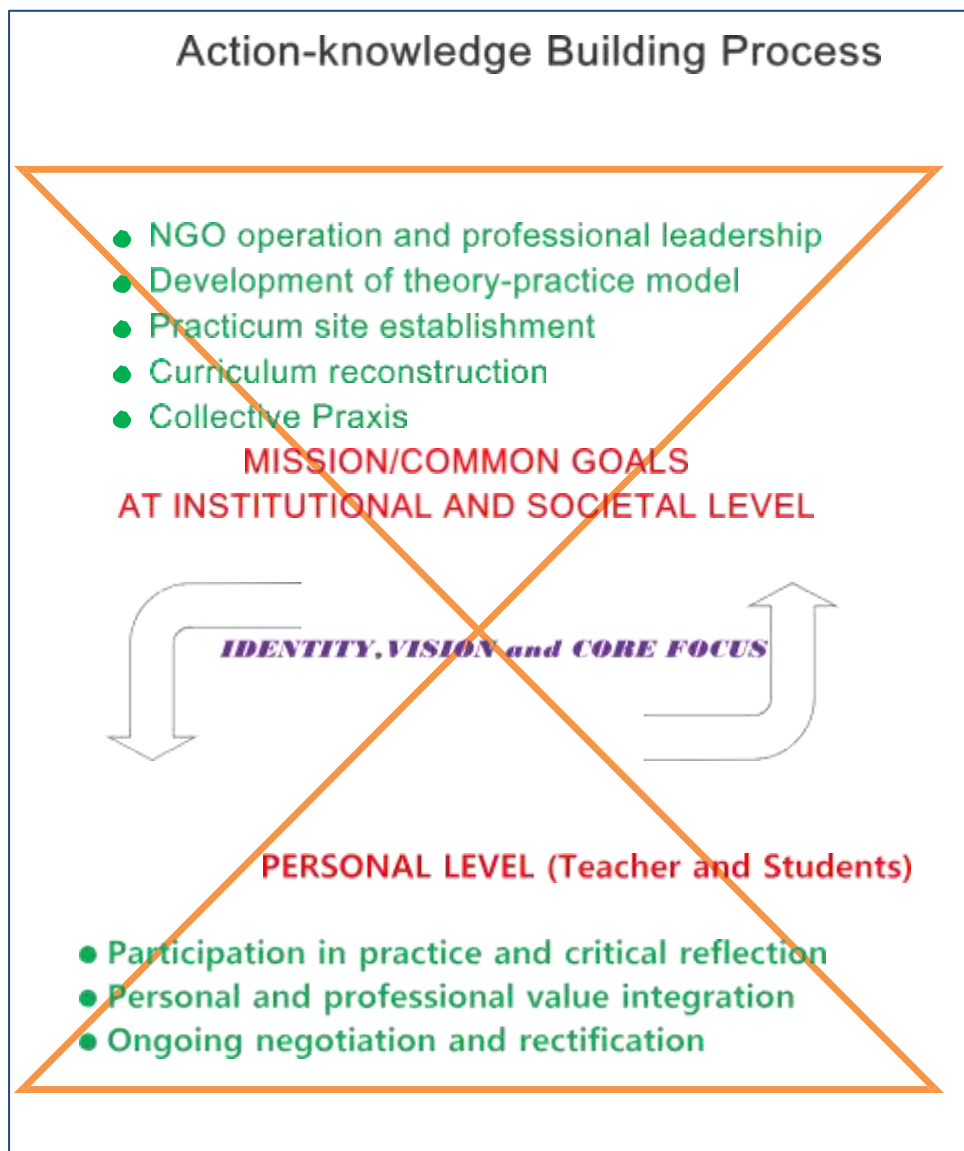 Action-knowledge Building Process
● NGO operation and professional leadership
● Development of theory-practice model
● Practicum site establishment
● Curriculum reconstruction
● Collective Praxis
MISSION/COMMON GOALS
AT INSTITUTIONAL AND SOCIETAL LEVEL
IDENTITY,VISION and CORE FOCUS
PERSONAL LEVEL (Teacher and Students)
● Participation in practice and critical reflection
● Personal and professional value integration
● Ongoing negotiation and rectification